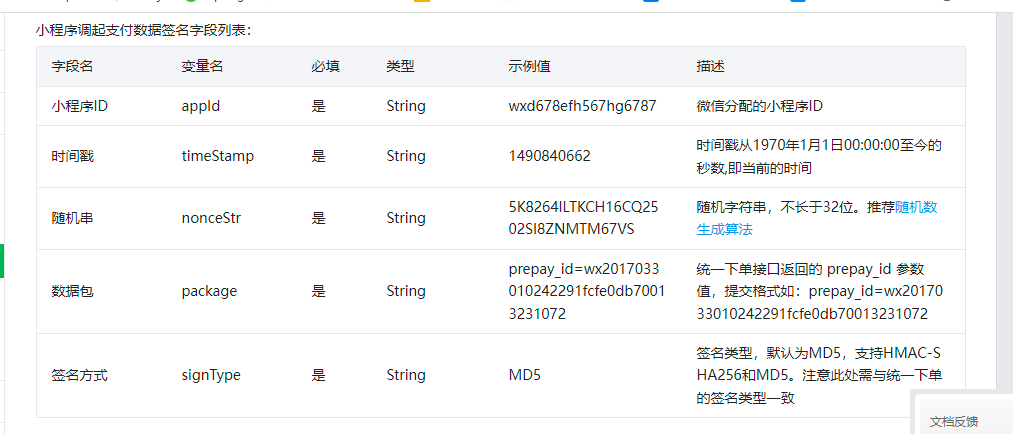 小程序调起支付数据签名字段列表：
字段名 变量名 必填 类型 示例值 描述
小程序ID appId 是 String wxd678efh567hg6787 微信分配的小程序ID
时间戳 timeStamp 是 String 1490840662 时间戳从1970年1月1日00:00:00至今的
秒数,即当前的时间
随机串 nonceStr 是 String 5K8264ILTKCH16CQ25
02SI8ZNMTM67VS 随机字符串，不长于32位。推荐随机数
生成算法
数据包 package 是 String prepay_id=wx2017033
010242291fcfe0db7001
3231072 统一下单接口返回的 prepay_id 参数
值，提交格式如：prepay_id=wx2017
033010242291fcfe0db70013231072
签名方式 signType 是 String MD5 签名类型，默认为MD5，支持HMAC-S
HA256和MD5。注意此处需与统一下单
的签名类型一致
文档反馈